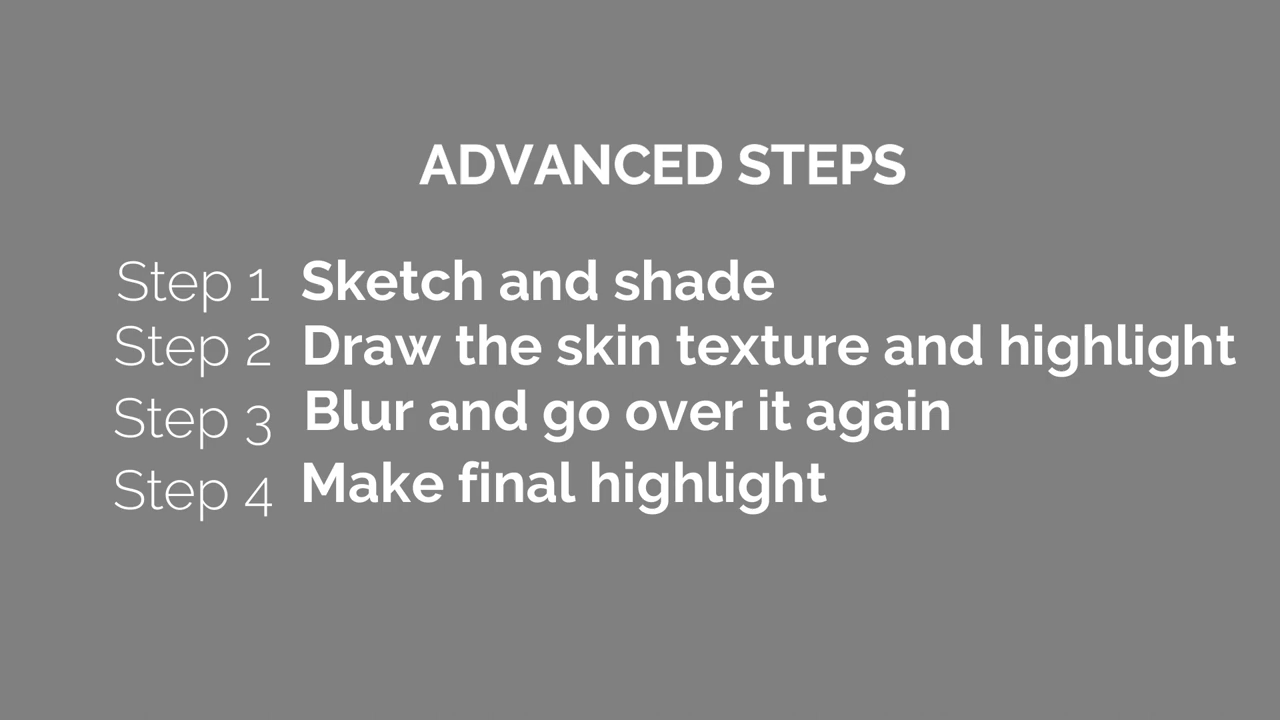 ADVANCED STEPS
Step 1 Sketch and shade
Step 2 Draw the skin texture and highlight
Step 3 Blur and go over it again
Step 4 Make final highlight